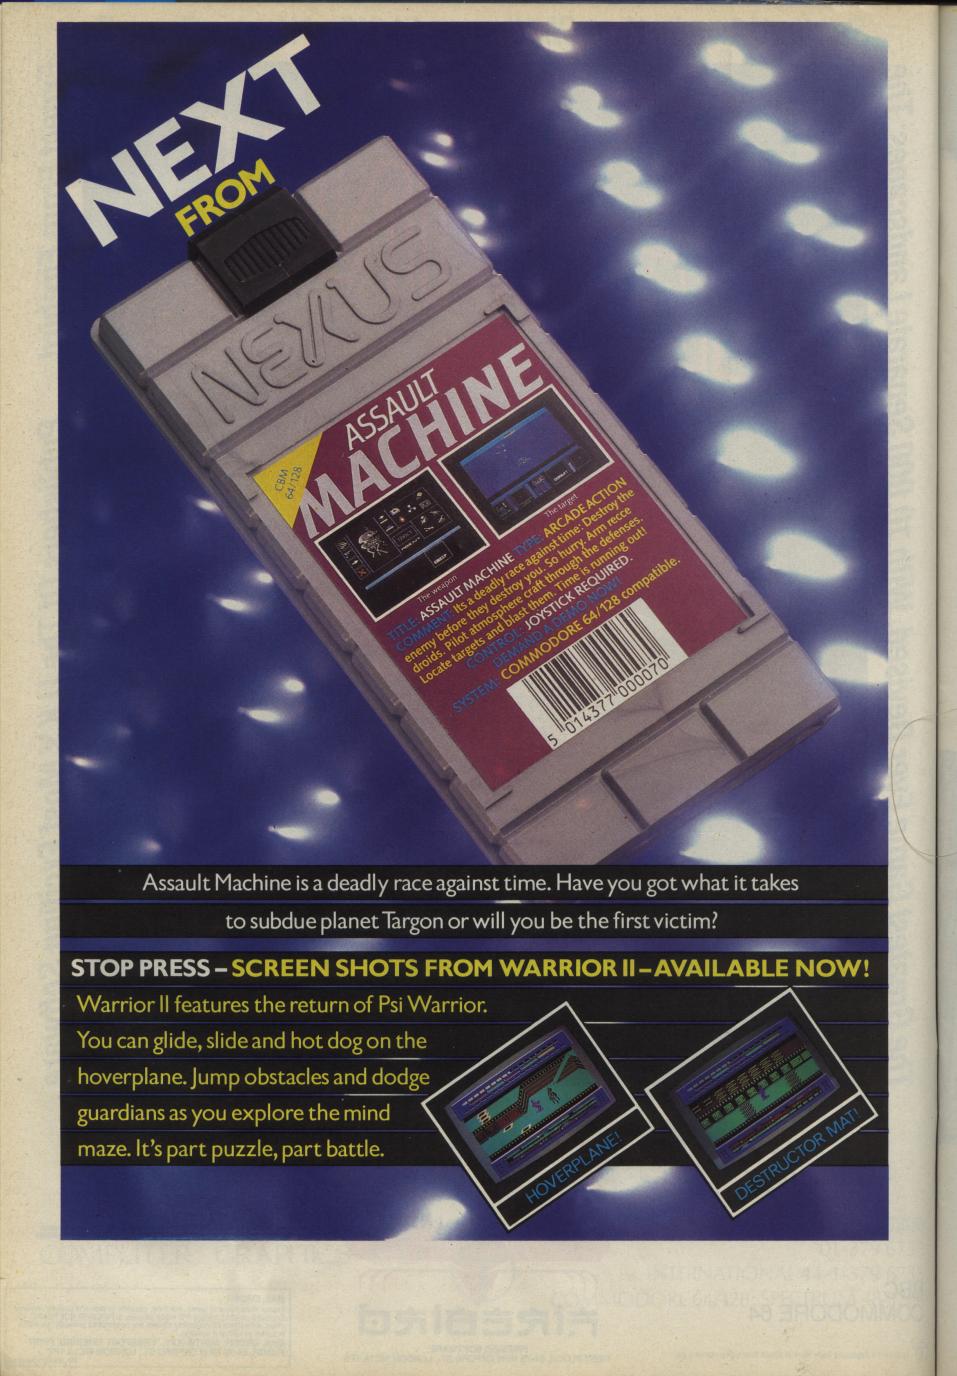 NEXT
FROM
NEXUS
CBM
64/128
ASSAULT
MACHINE
The weapon
The target
TITLE: ASSAULT MACHINE TYPE: ARCADE ACTION
COMMENT: Its a deadly race against time: Destroy the
enemy before they destroy you. So hurry. Arm recce
droids. Pilot atmosphere craft through the defenses.
Locate targets and blast them. Time is running out!
CONTROL: JOYSTICK REQUIRED.
DEMAND A DEMO NOW!
SYSTEM: COMMODORE 64/128 compatible.
5 014377 000070
Assault Machine is a deadly race against time. Have you got what it takes
to subdue planet Targon or will you be the first victim?
STOP PRESS – SCREEN SHOTS FROM WARRIOR II – AVAILABLE NOW!
Warrior II features the return of Psi Warrior.
You can glide, slide and hot dog on the
hoverplane. Jump obstacles and dodge
guardians as you explore the mind
maze. It's part puzzle, part battle.
HOVERPLANE!
DESTRUCTOR MAT!
COMMODORE 64
FIREBIRD